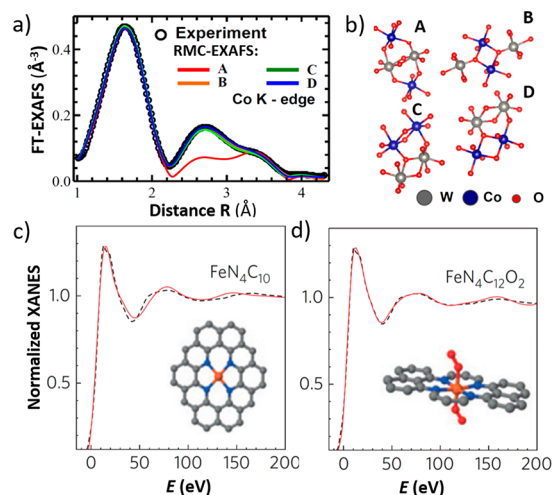 a)
Experiment
RMC-EXAFS:
A
C
B
D
Co K - edge
FT-EXAFS (Å⁻³)
0.4
0.2
0.0
1
2
3
4
Distance R (Å)
b)
A
B
C
D
W
Co
O
c)
FeN₄C₁₀
Normalized XANES
1.0
0.5
0
50
100
150
200
E (eV)
d)
FeN₄C₁₂O₂
1.0
0.5
0
50
100
150
200
E (eV)